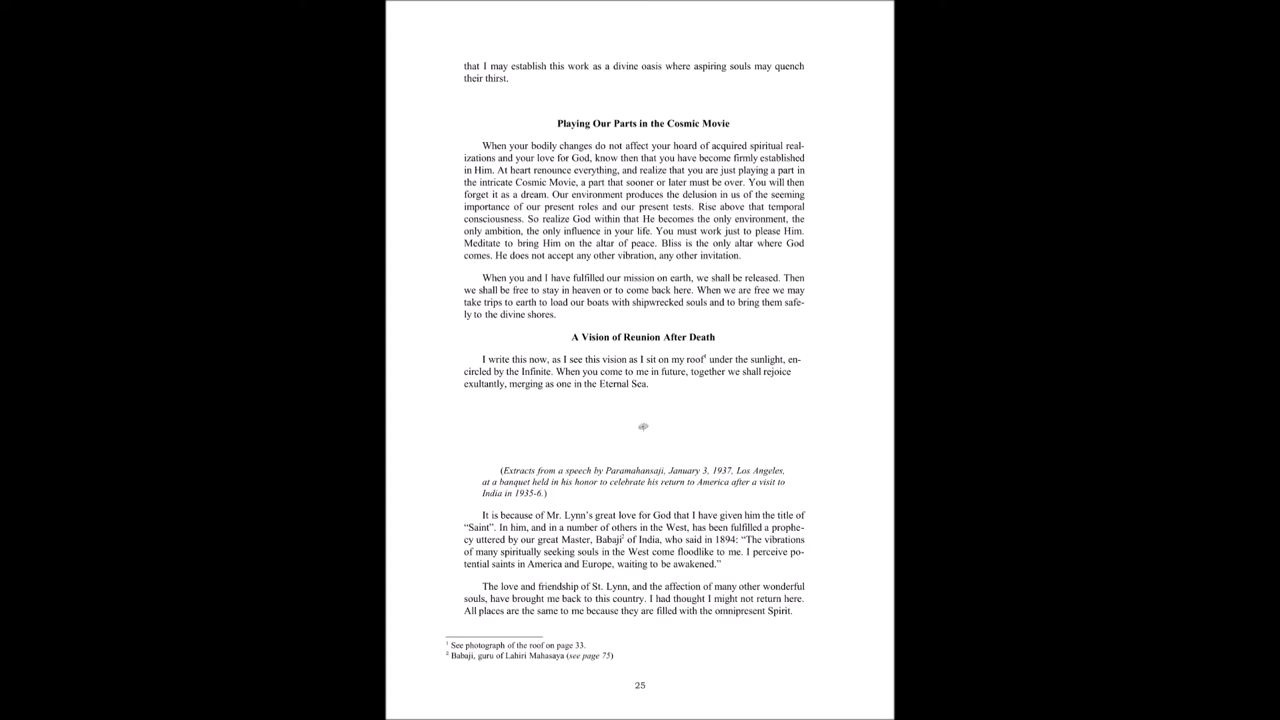 that I may establish this work as a divine oasis where aspiring souls may quench
their thirst.
Playing Our Parts in the Cosmic Movie
When your bodily changes do not affect your hoard of acquired spiritual real-
izations and your love for God, know then that you have become firmly established
in Him. At heart renounce everything, and realize that you are just playing a part in
the intricate Cosmic Movie, a part that sooner or later must be over. You will then
forget it as a dream. Our environment produces the delusion in us of the seeming
importance of our present roles and our present tests. Rise above that temporal
consciousness. So realize God within that He becomes the only environment, the
only ambition, the only influence in your life. You must work just to please Him.
Meditate to bring Him on the altar of peace. Bliss is the only altar where God
comes. He does not accept any other vibration, any other invitation.
When you and I have fulfilled our mission on earth, we shall be released. Then
we shall be free to stay in heaven or to come back here. When we are free we may
take trips to earth to load our boats with shipwrecked souls and to bring them safe-
ly to the divine shores.
A Vision of Reunion After Death
I write this now, as I see this vision as I sit on my roof¹ under the sunlight, en-
circled by the Infinite. When you come to me in future, together we shall rejoice
exultantly, merging as one in the Eternal Sea.
(Extracts from a speech by Paramahansaji, January 3, 1937, Los Angeles,
at a banquet held in his honor to celebrate his return to America after a visit to
India in 1935-6.)
It is because of Mr. Lynn's great love for God that I have given him the title of
“Saint”. In him, and in a number of others in the West, has been fulfilled a prophe-
cy uttered by our great Master, Babaji² of India, who said in 1894: “The vibrations
of many spiritually seeking souls in the West come floodlike to me. I perceive po-
tential saints in America and Europe, waiting to be awakened.”
The love and friendship of St. Lynn, and the affection of many other wonderful
souls, have brought me back to this country. I had thought I might not return here.
All places are the same to me because they are filled with the omnipresent Spirit.
¹ See photograph of the roof on page 33.
² Babaji, guru of Lahiri Mahasaya (see page 75)
25